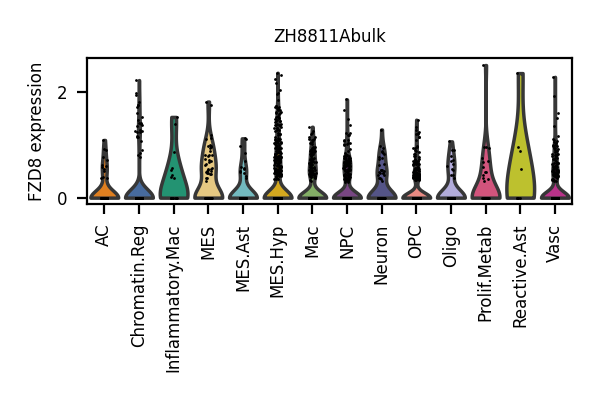 ZH8811Abulk
FZD8 expression
2
0
AC
Chromatin.Reg
Inflammatory.Mac
MES
MES.Ast
MES.Hyp
Mac
NPC
Neuron
OPC
Oligo
Prolif.Metab
Reactive.Ast
Vasc